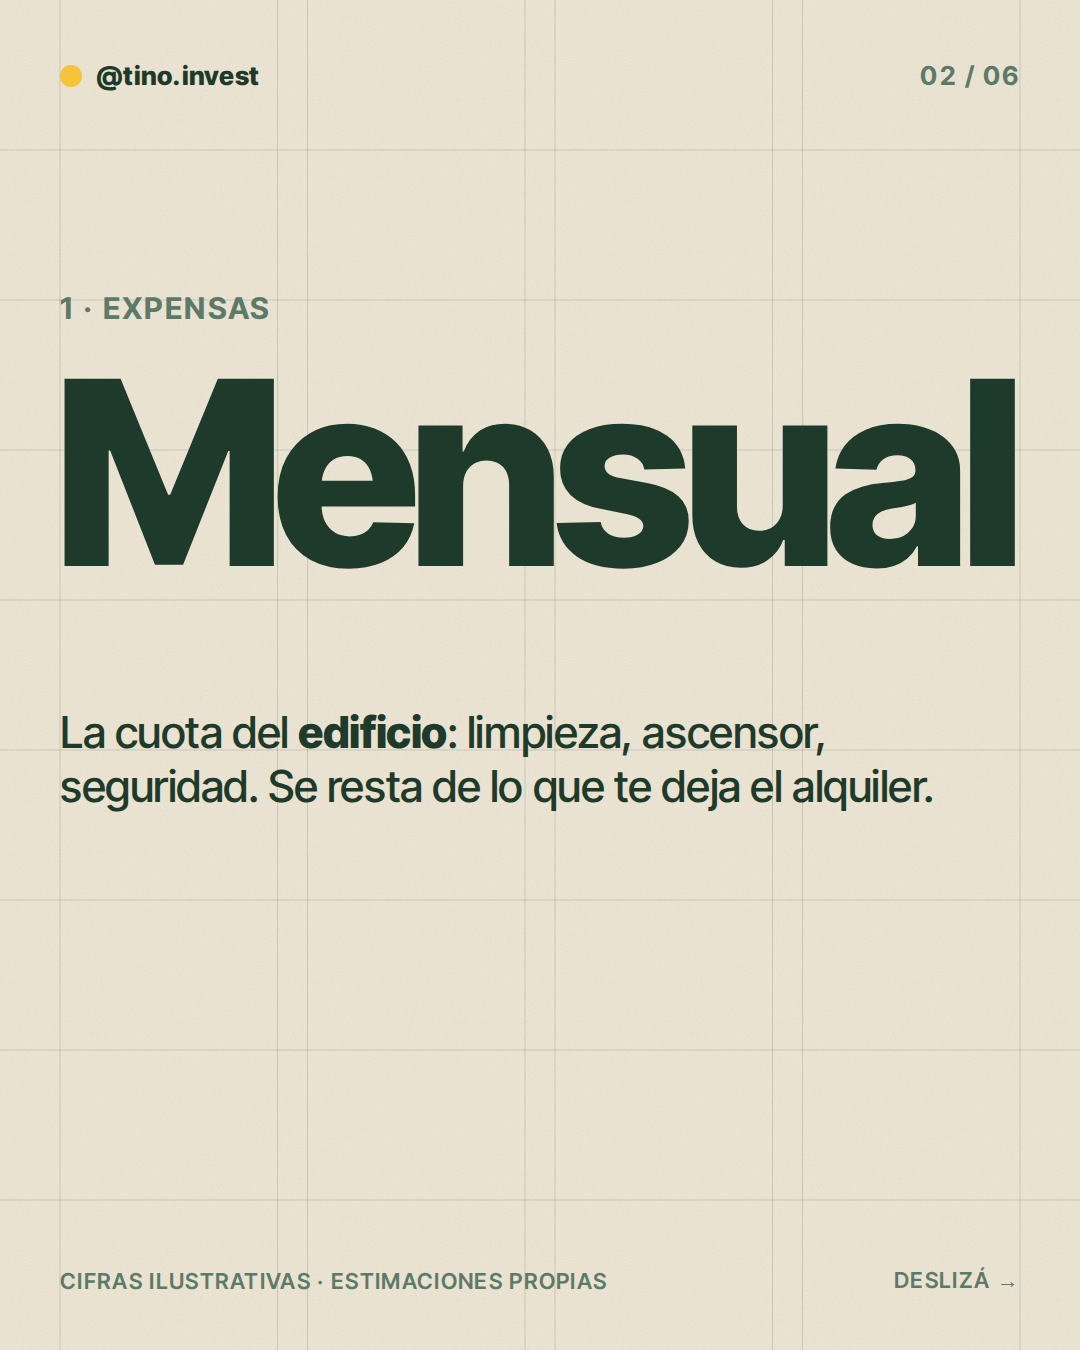 @tino.invest
02 / 06
1 · EXPENSAS
Mensual
La cuota del edificio: limpieza, ascensor,
seguridad. Se resta de lo que te deja el alquiler.
CIFRAS ILUSTRATIVAS · ESTIMACIONES PROPIAS
DESLIZÁ →